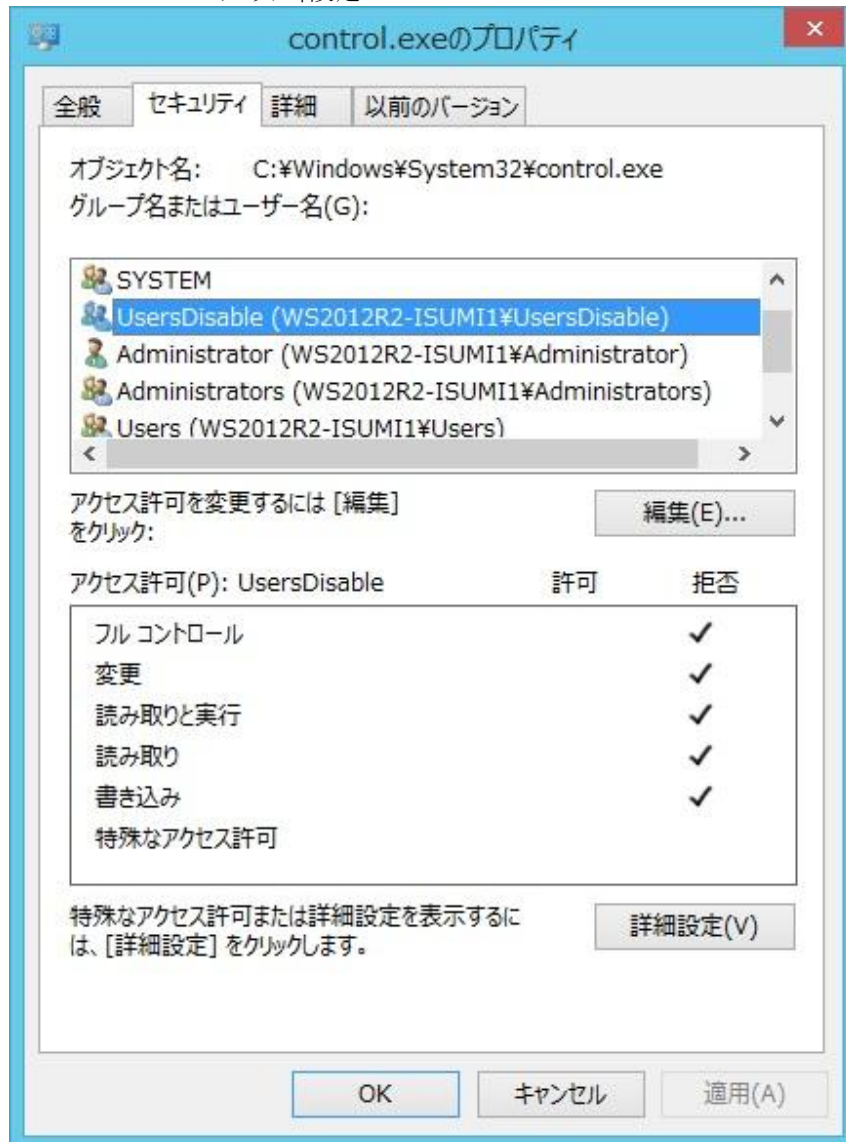 control.exeのプロパティ
全般 セキュリティ 詳細 以前のバージョン
オブジェクト名: C:¥Windows¥System32¥control.exe
グループ名またはユーザー名(G):
SYSTEM
UsersDisable (WS2012R2-ISUMI1¥UsersDisable)
Administrator (WS2012R2-ISUMI1¥Administrator)
Administrators (WS2012R2-ISUMI1¥Administrators)
Users (WS2012R2-ISUMI1¥Users)
アクセス許可を変更するには [編集]
をクリック:
編集(E)...
アクセス許可(P): UsersDisable 許可 拒否
フル コントロール
変更
読み取りと実行
読み取り
書き込み
特殊なアクセス許可
特殊なアクセス許可または詳細設定を表示するに
は、[詳細設定] をクリックします。
詳細設定(V)
OK キャンセル 適用(A)